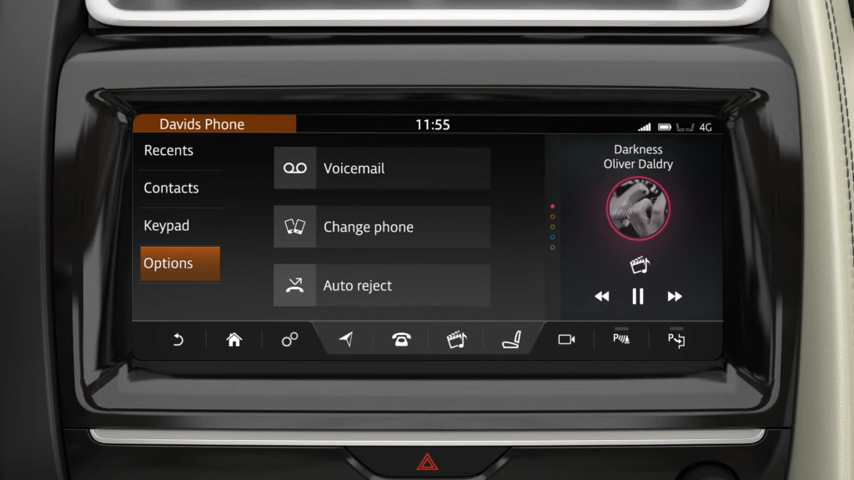 Davids Phone
11:55
4G
Recents
Contacts
Keypad
Options
Voicemail
Change phone
Auto reject
Darkness
Oliver Daldry
P
P